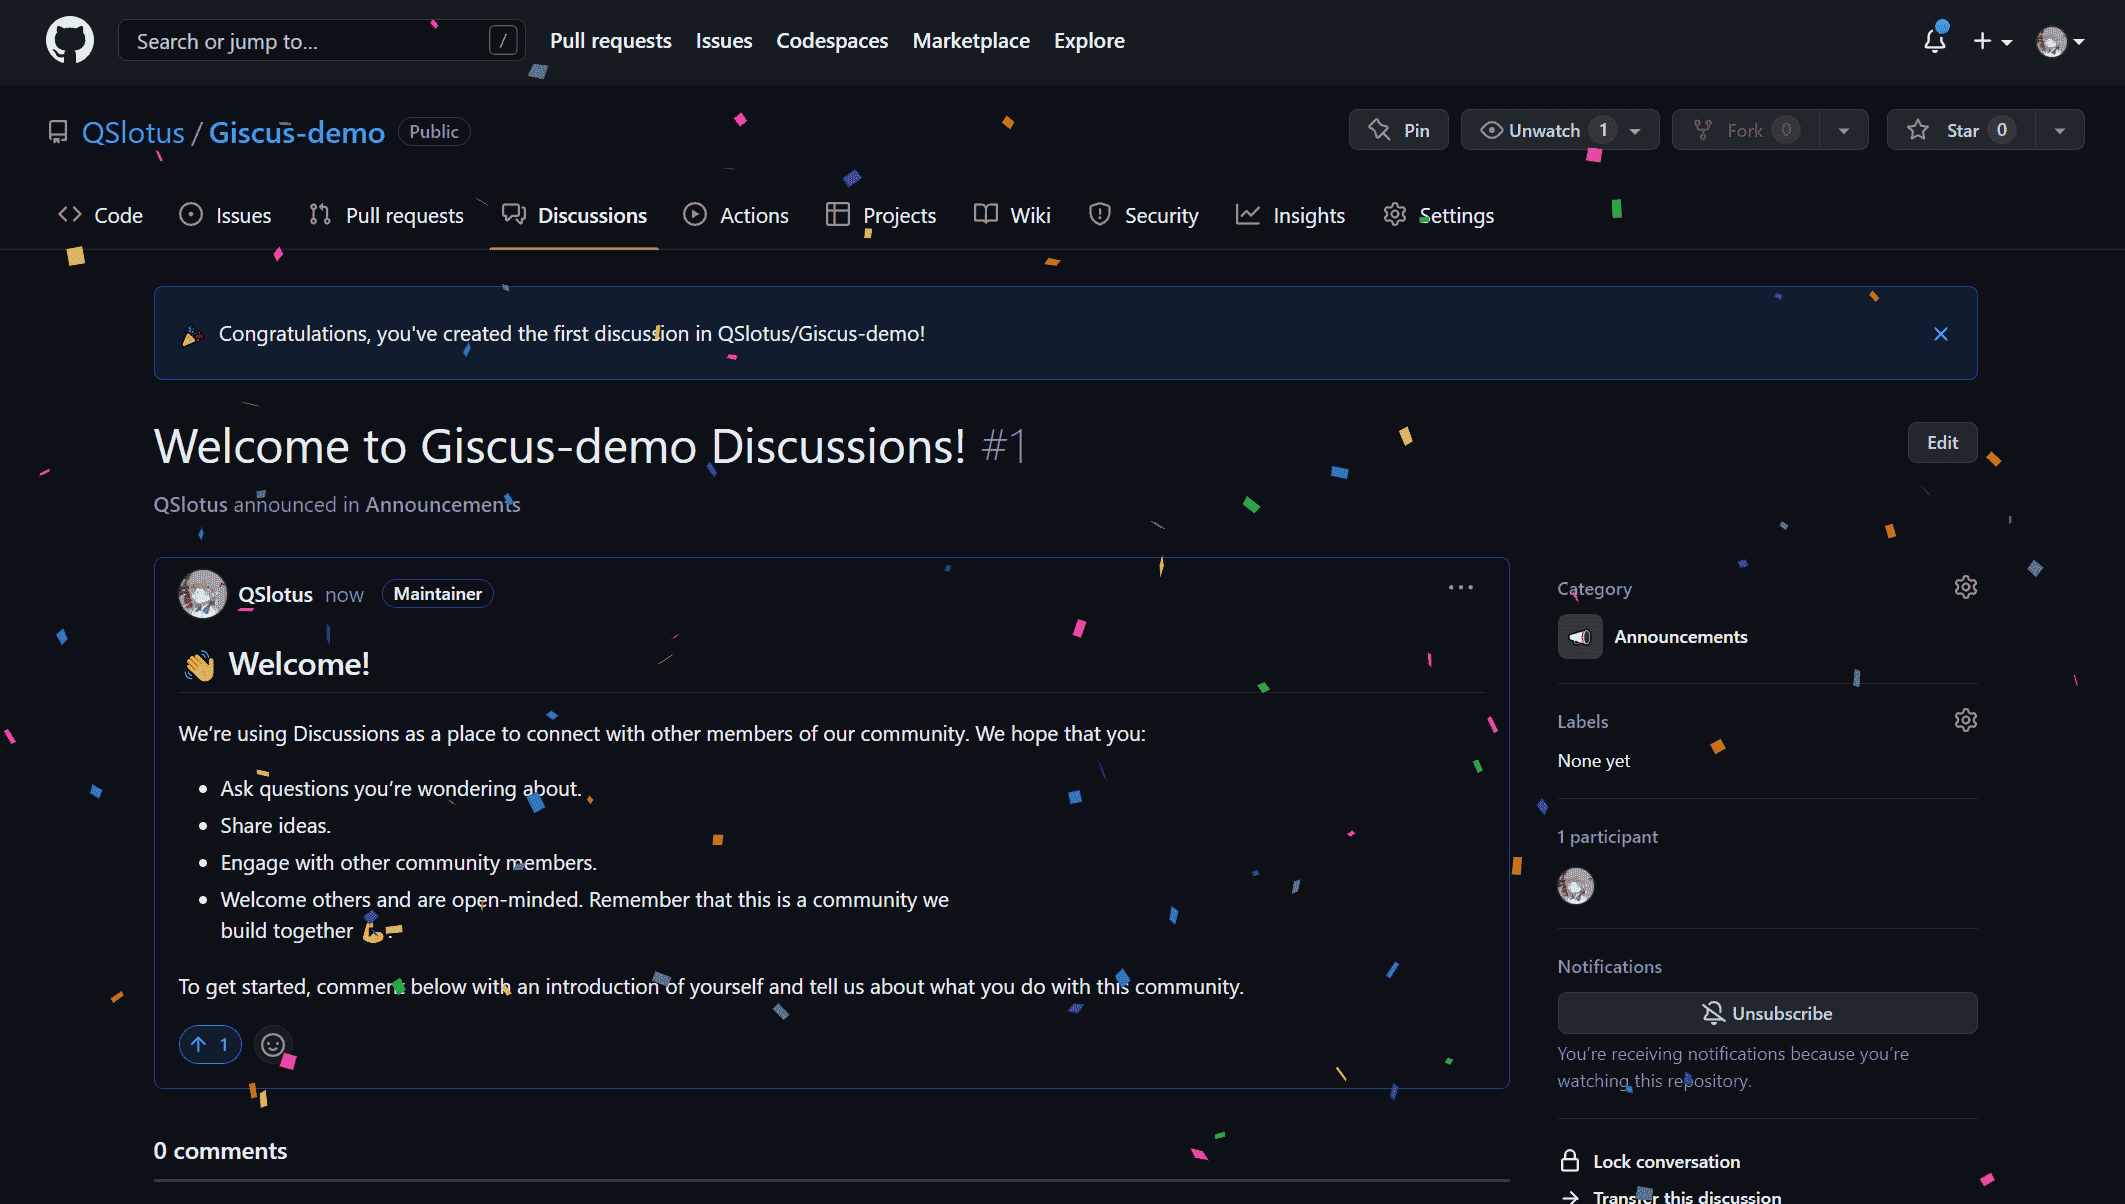 Search or jump to... /
Pull requests Issues Codespaces Marketplace Explore
QSlotus / Giscus-demo Public
Pin Unwatch 1 Fork 0 Star 0
Code Issues Pull requests Discussions Actions Projects Wiki Security Insights Settings
Congratulations, you've created the first discussion in QSlotus/Giscus-demo!
Welcome to Giscus-demo Discussions! #1
Edit
QSlotus announced in Announcements
QSlotus now Maintainer
👋 Welcome!
We’re using Discussions as a place to connect with other members of our community. We hope that you:
• Ask questions you’re wondering about.
• Share ideas.
• Engage with other community members.
• Welcome others and are open-minded. Remember that this is a community we
build together 💪.
To get started, comment below with an introduction of yourself and tell us about what you do with this community.
↑ 1
0 comments
Category
Announcements
Labels
None yet
1 participant
Notifications
Unsubscribe
You’re receiving notifications because you’re
watching this repository.
Lock conversation
Transfer this discussion